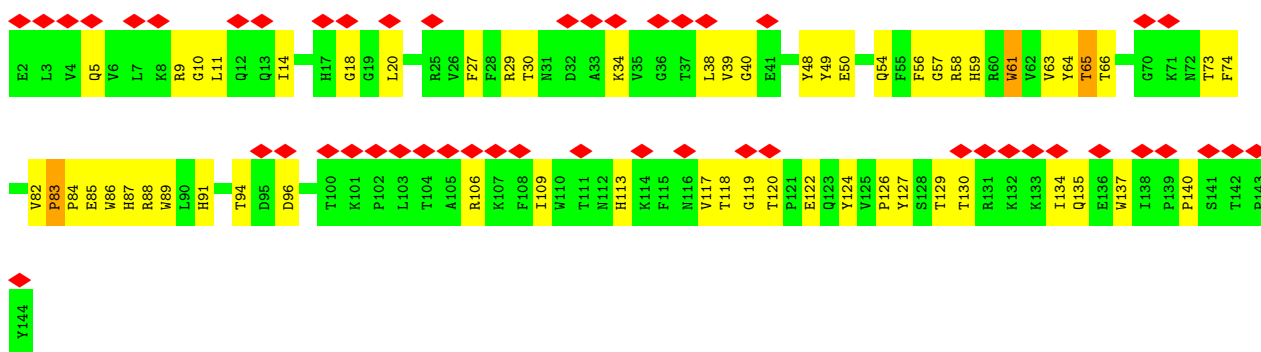 E2 L3 V4 Q5 V6 L7 K8 R9 G10 L11 Q12 Q13 I14 H17 G18 G19 L20 R25 V26 F27 F28 R29 T30 N31 D32 A33 K34 V35 G36 T37 L38 V39 G40 E41 Y48 Y49 E50 Q54 F55 F56 G57 R58 H59 R60 W61 V62 V63 Y64 T65 T66 G70 K71 N72 T73 F74
V82 P83 P84 E85 W86 H87 R88 W89 L90 H91 T94 D95 D96 T100 K101 P102 L103 T104 A105 R106 K107 F108 I109 W110 T111 N112 H113 K114 F115 N116 V117 T118 G119 T120 P121 E122 Q123 Y124 V125 P126 Y127 S128 T129 T130 R131 K132 K133 I134 Q135 E136 W137 I138 P139 P140 S141 T142
Y144